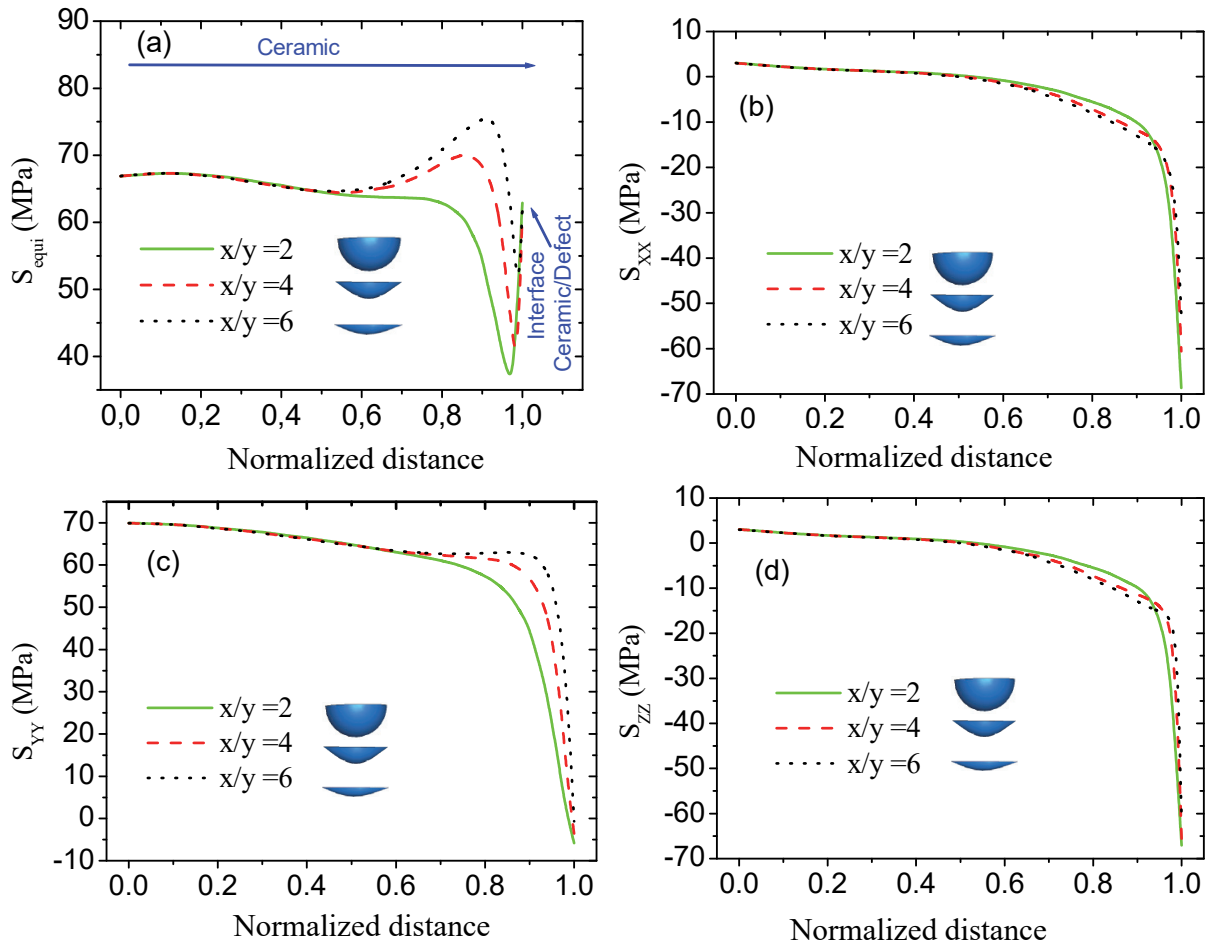 (a)
Ceramic
90
80
70
60
50
40
S_equi (MPa)
x/y=2
x/y=4
x/y=6
Interface
Ceramic/Defect
0,0 0,2 0,4 0,6 0,8 1,0
Normalized distance
(b)
10
0
-10
-20
-30
-40
-50
-60
-70
S_XX (MPa)
x/y=2
x/y=4
x/y=6
0.0 0.2 0.4 0.6 0.8 1.0
Normalized distance
(c)
70
60
50
40
30
20
10
0
-10
S_YY (MPa)
x/y=2
x/y=4
x/y=6
0.0 0.2 0.4 0.6 0.8 1.0
Normalized distance
(d)
10
0
-10
-20
-30
-40
-50
-60
-70
S_ZZ (MPa)
x/y=2
x/y=4
x/y=6
0.0 0.2 0.4 0.6 0.8 1.0
Normalized distance